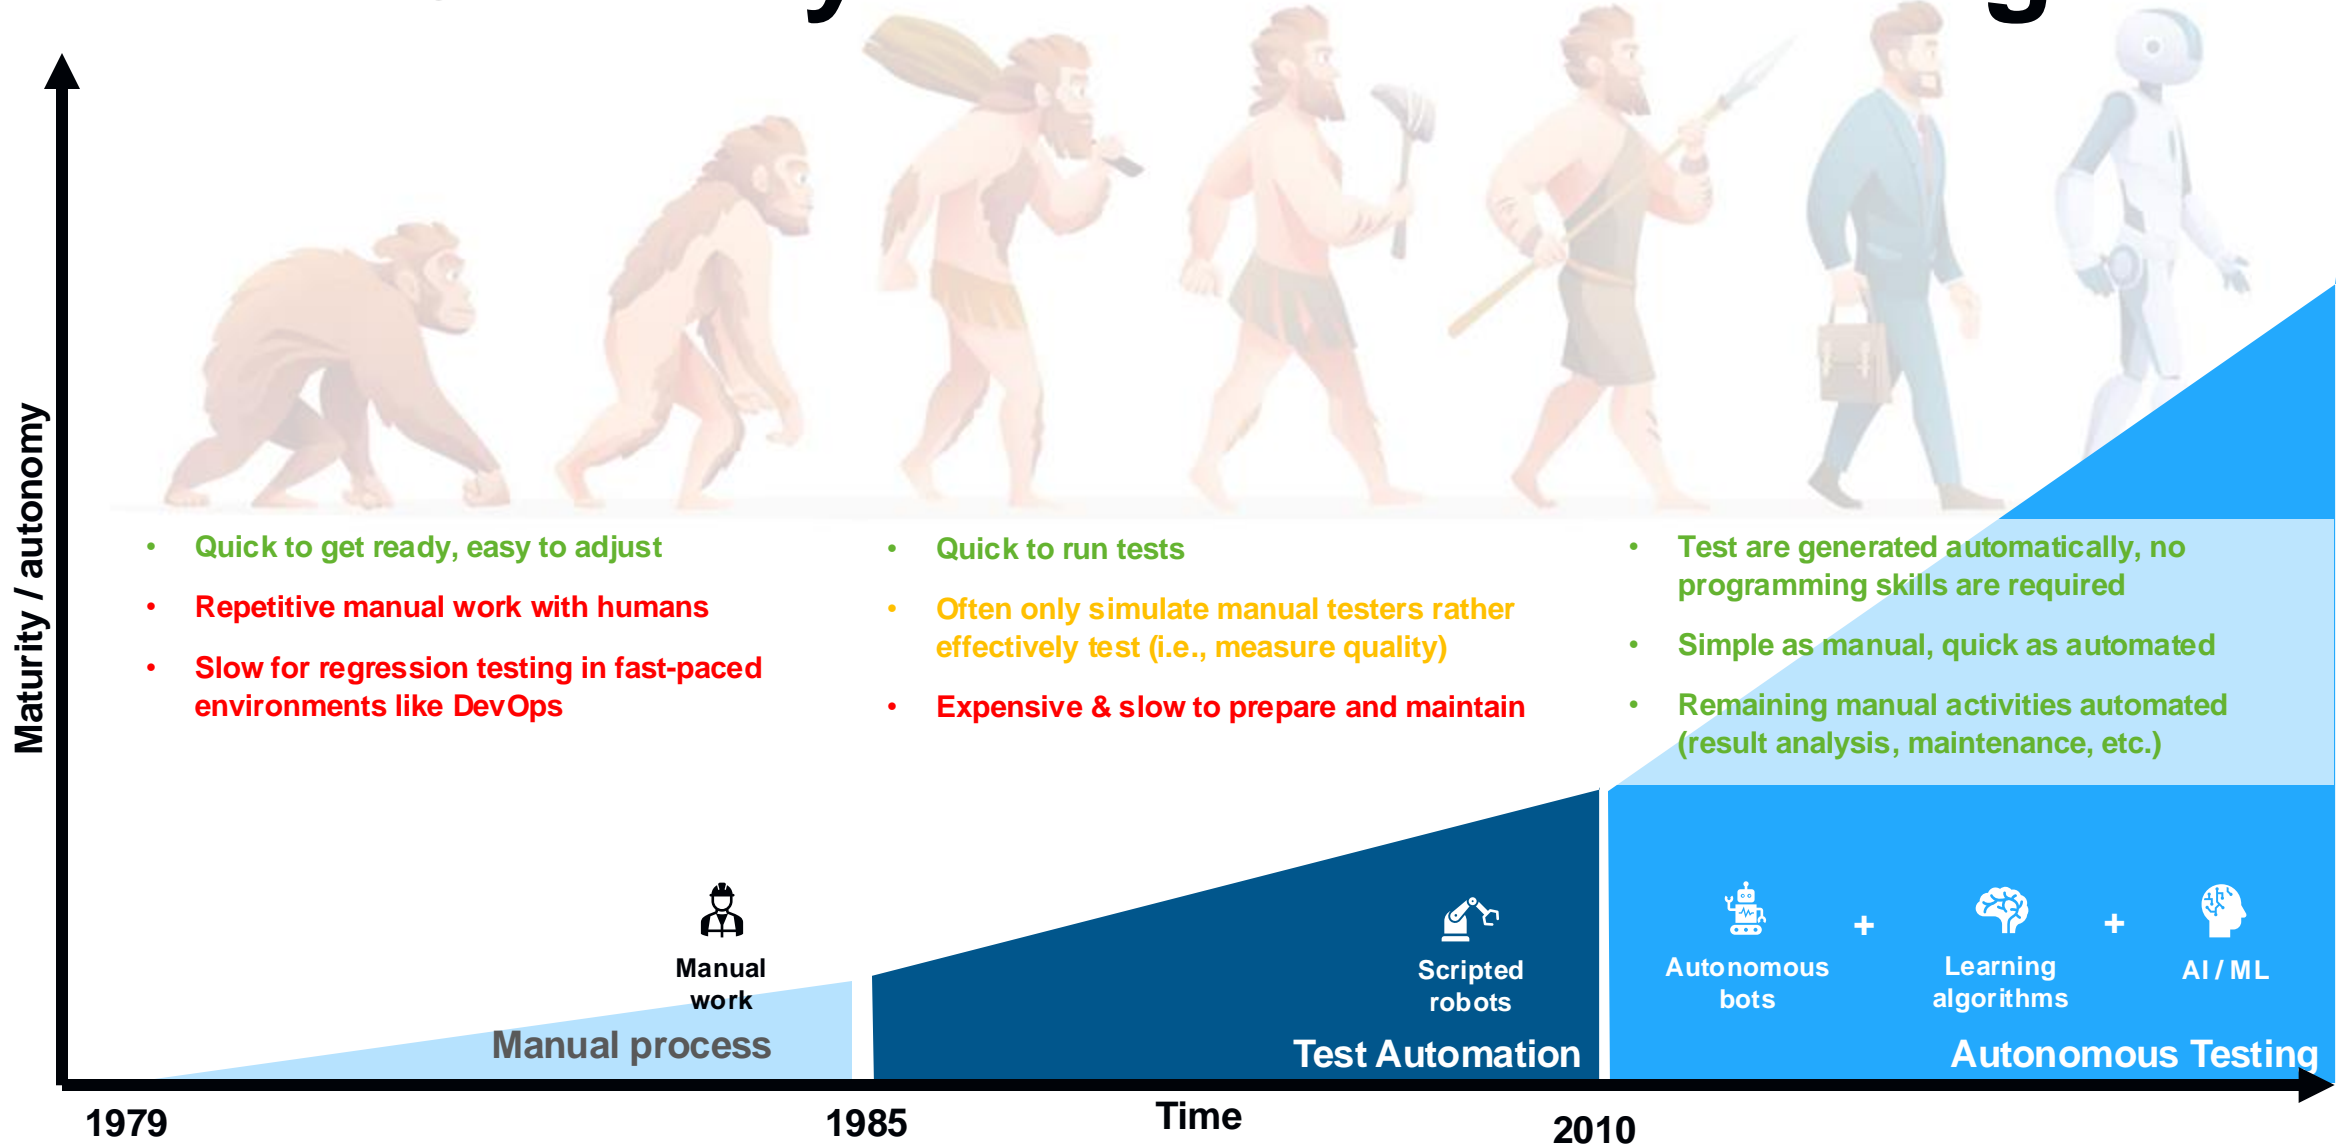 Maturity / autonomy
• Quick to get ready, easy to adjust
• Repetitive manual work with humans
• Slow for regression testing in fast-paced
environments like DevOps
• Quick to run tests
• Often only simulate manual testers rather
effectively test (i.e., measure quality)
• Expensive & slow to prepare and maintain
• Test are generated automatically, no
programming skills are required
• Simple as manual, quick as automated
• Remaining manual activities automated
(result analysis, maintenance, etc.)
Manual
work
Manual process
Scripted
robots
Test Automation
Autonomous
bots
+
Learning
algorithms
+
AI / ML
Autonomous Testing
1979
1985
Time
2010